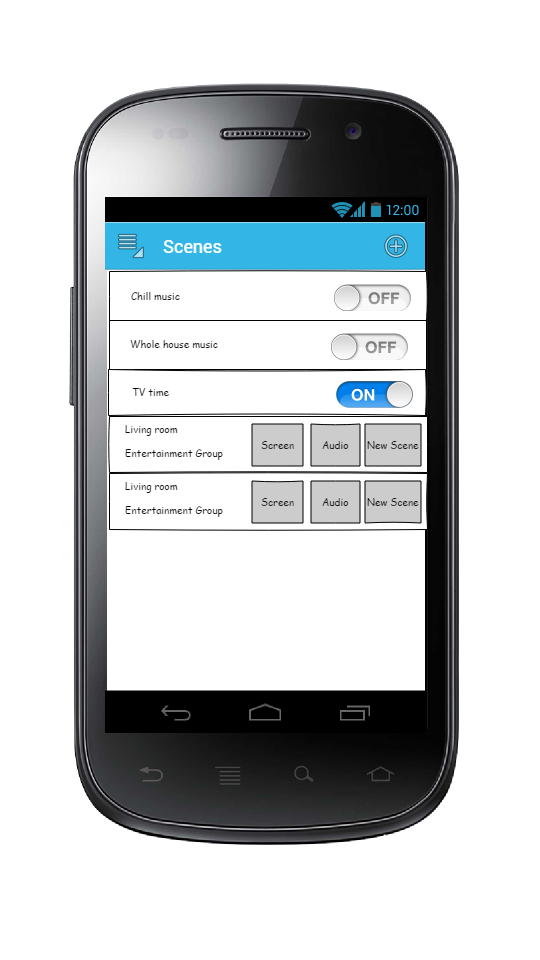 12:00
Scenes
Chill music
OFF
Whole house music
OFF
TV time
ON
Living room
Entertainment Group
Screen
Audio
New Scene
Living room
Entertainment Group
Screen
Audio
New Scene